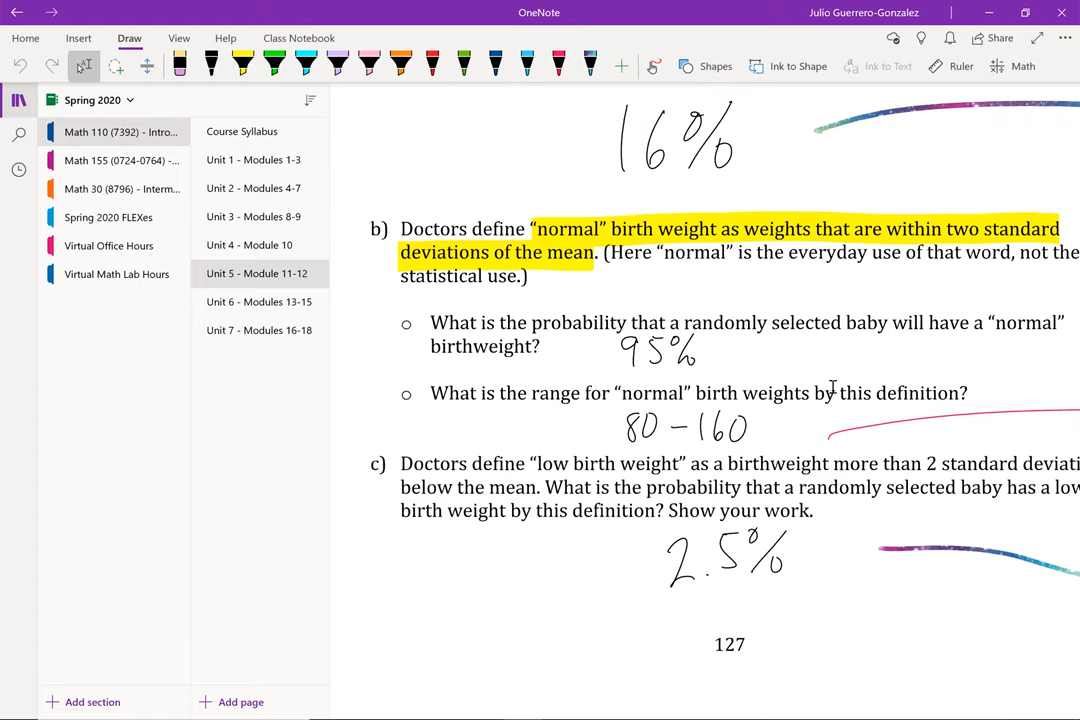 OneNote
Julio Guerrero-Gonzalez
Home Insert Draw View Help Class Notebook
Share
Shapes Ink to Shape Ink to Text Ruler Math
Spring 2020
Math 110 (7392) - Intro...
Math 155 (0724-0764) -...
Math 30 (8796) - Interm...
Spring 2020 FLEXes
Virtual Office Hours
Virtual Math Lab Hours
Add section
Course Syllabus
Unit 1 - Modules 1-3
Unit 2 - Modules 4-7
Unit 3 - Modules 8-9
Unit 4 - Module 10
Unit 5 - Module 11-12
Unit 6 - Modules 13-15
Unit 7 - Modules 16-18
Add page
16%
b) Doctors define “normal” birth weight as weights that are within two standard
deviations of the mean. (Here “normal” is the everyday use of that word, not the
statistical use.)
What is the probability that a randomly selected baby will have a “normal”
birthweight? 95%
What is the range for “normal” birth weights by this definition?
80 - 160
c) Doctors define “low birth weight” as a birthweight more than 2 standard deviati
below the mean. What is the probability that a randomly selected baby has a low
birth weight by this definition? Show your work.
2.5%
127